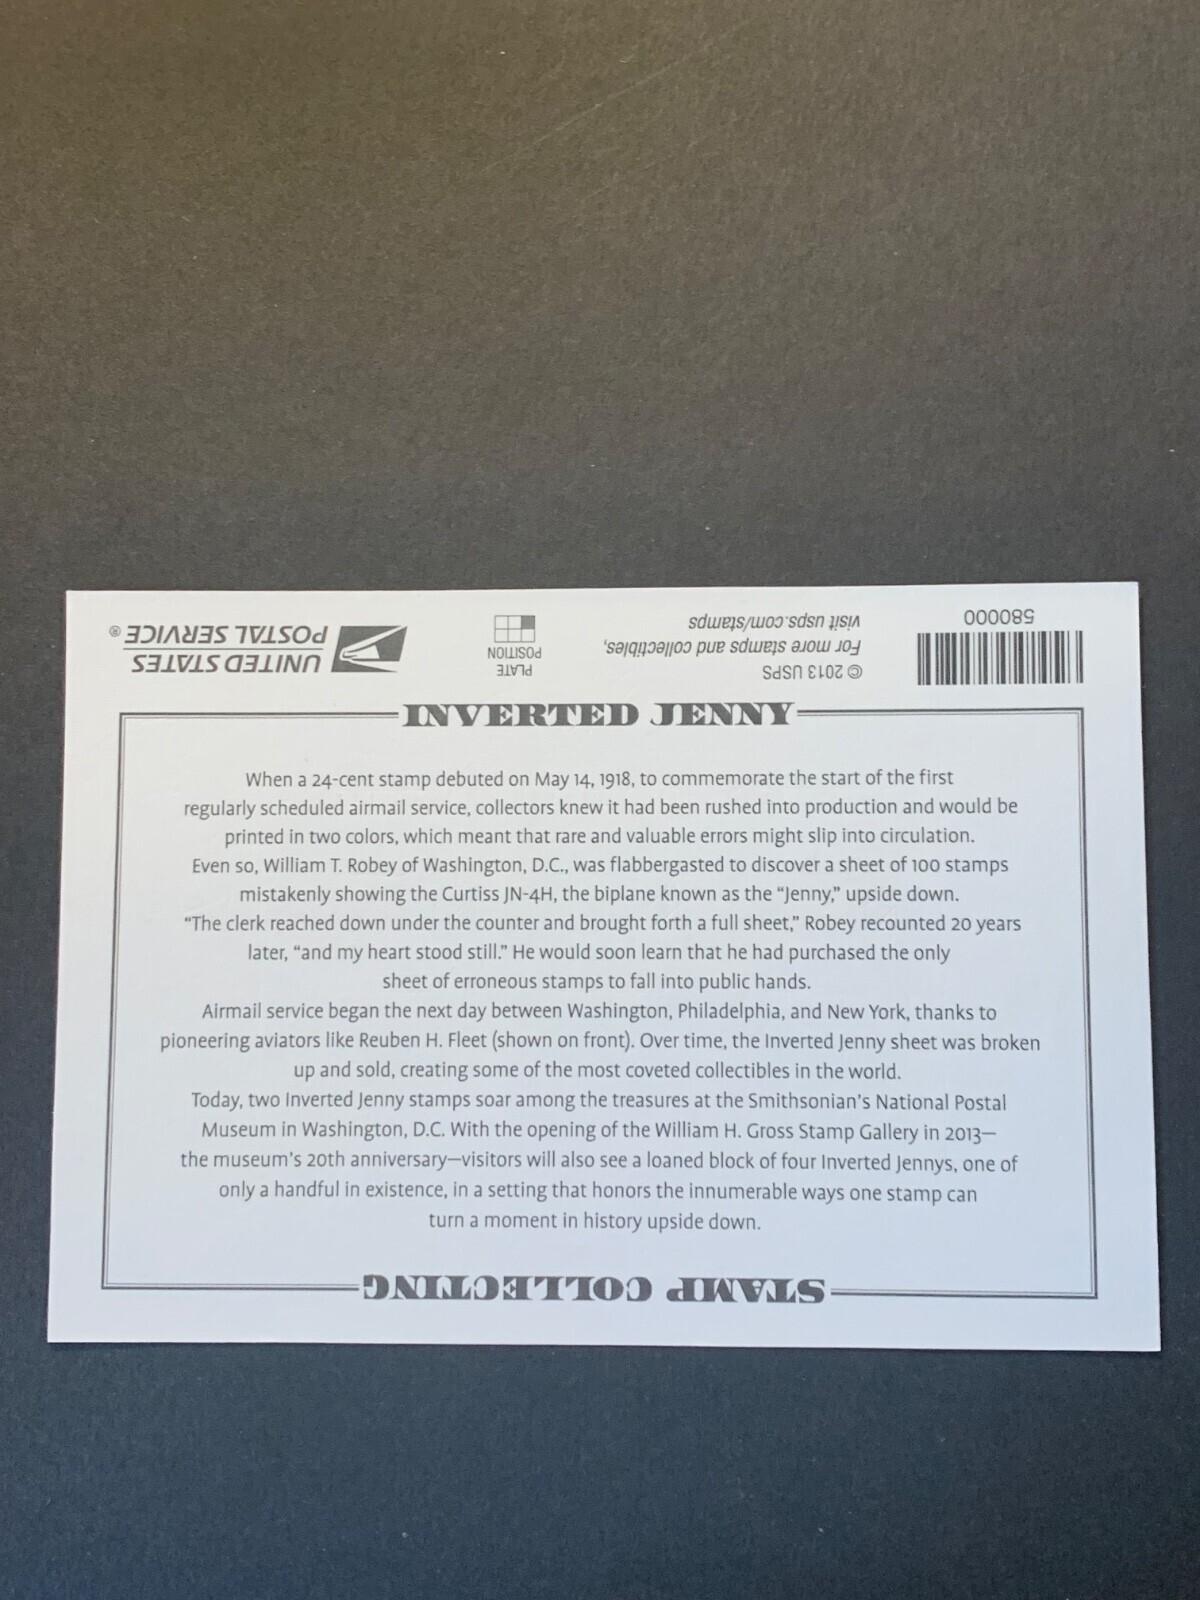 UNITED STATES
POSTAL SERVICE ®
PLATE
POSITION
© 2013 USPS
For more stamps and collectibles,
visit usps.com/stamps
580000
INVERTED JENNY
When a 24-cent stamp debuted on May 14, 1918, to commemorate the start of the first
regularly scheduled airmail service, collectors knew it had been rushed into production and would be
printed in two colors, which meant that rare and valuable errors might slip into circulation.
Even so, William T. Robey of Washington, D.C., was flabbergasted to discover a sheet of 100 stamps
mistakenly showing the Curtiss JN-4H, the biplane known as the “Jenny,” upside down.
“The clerk reached down under the counter and brought forth a full sheet,” Robey recounted 20 years
later, “and my heart stood still.” He would soon learn that he had purchased the only
sheet of erroneous stamps to fall into public hands.
Airmail service began the next day between Washington, Philadelphia, and New York, thanks to
pioneering aviators like Reuben H. Fleet (shown on front). Over time, the Inverted Jenny sheet was broken
up and sold, creating some of the most coveted collectibles in the world.
Today, two Inverted Jenny stamps soar among the treasures at the Smithsonian’s National Postal
Museum in Washington, D.C. With the opening of the William H. Gross Stamp Gallery in 2013—
the museum’s 20th anniversary—visitors will also see a loaned block of four Inverted Jennys, one of
only a handful in existence, in a setting that honors the innumerable ways one stamp can
turn a moment in history upside down.
STAMP COLLECTING